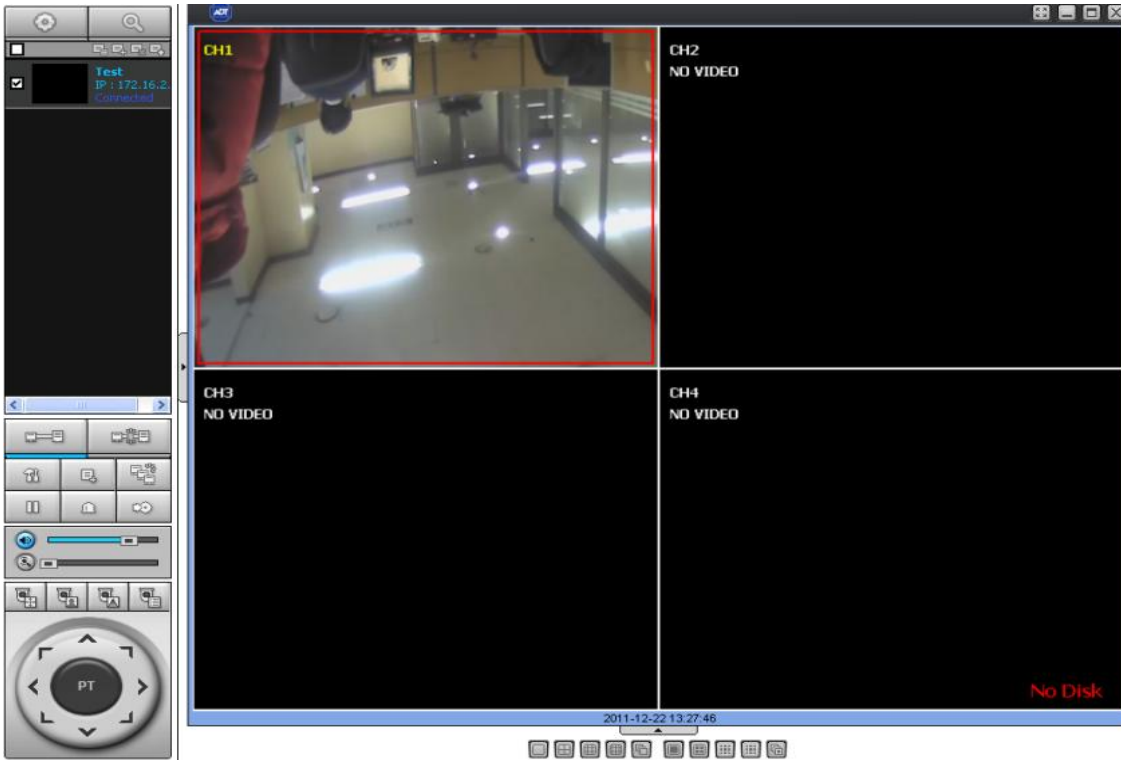 ADT
Test
IP : 172.16.2.
Connected
CH1
CH2
NO VIDEO
CH3
NO VIDEO
CH4
NO VIDEO
No Disk
PT
2011-12-22 13:27:46